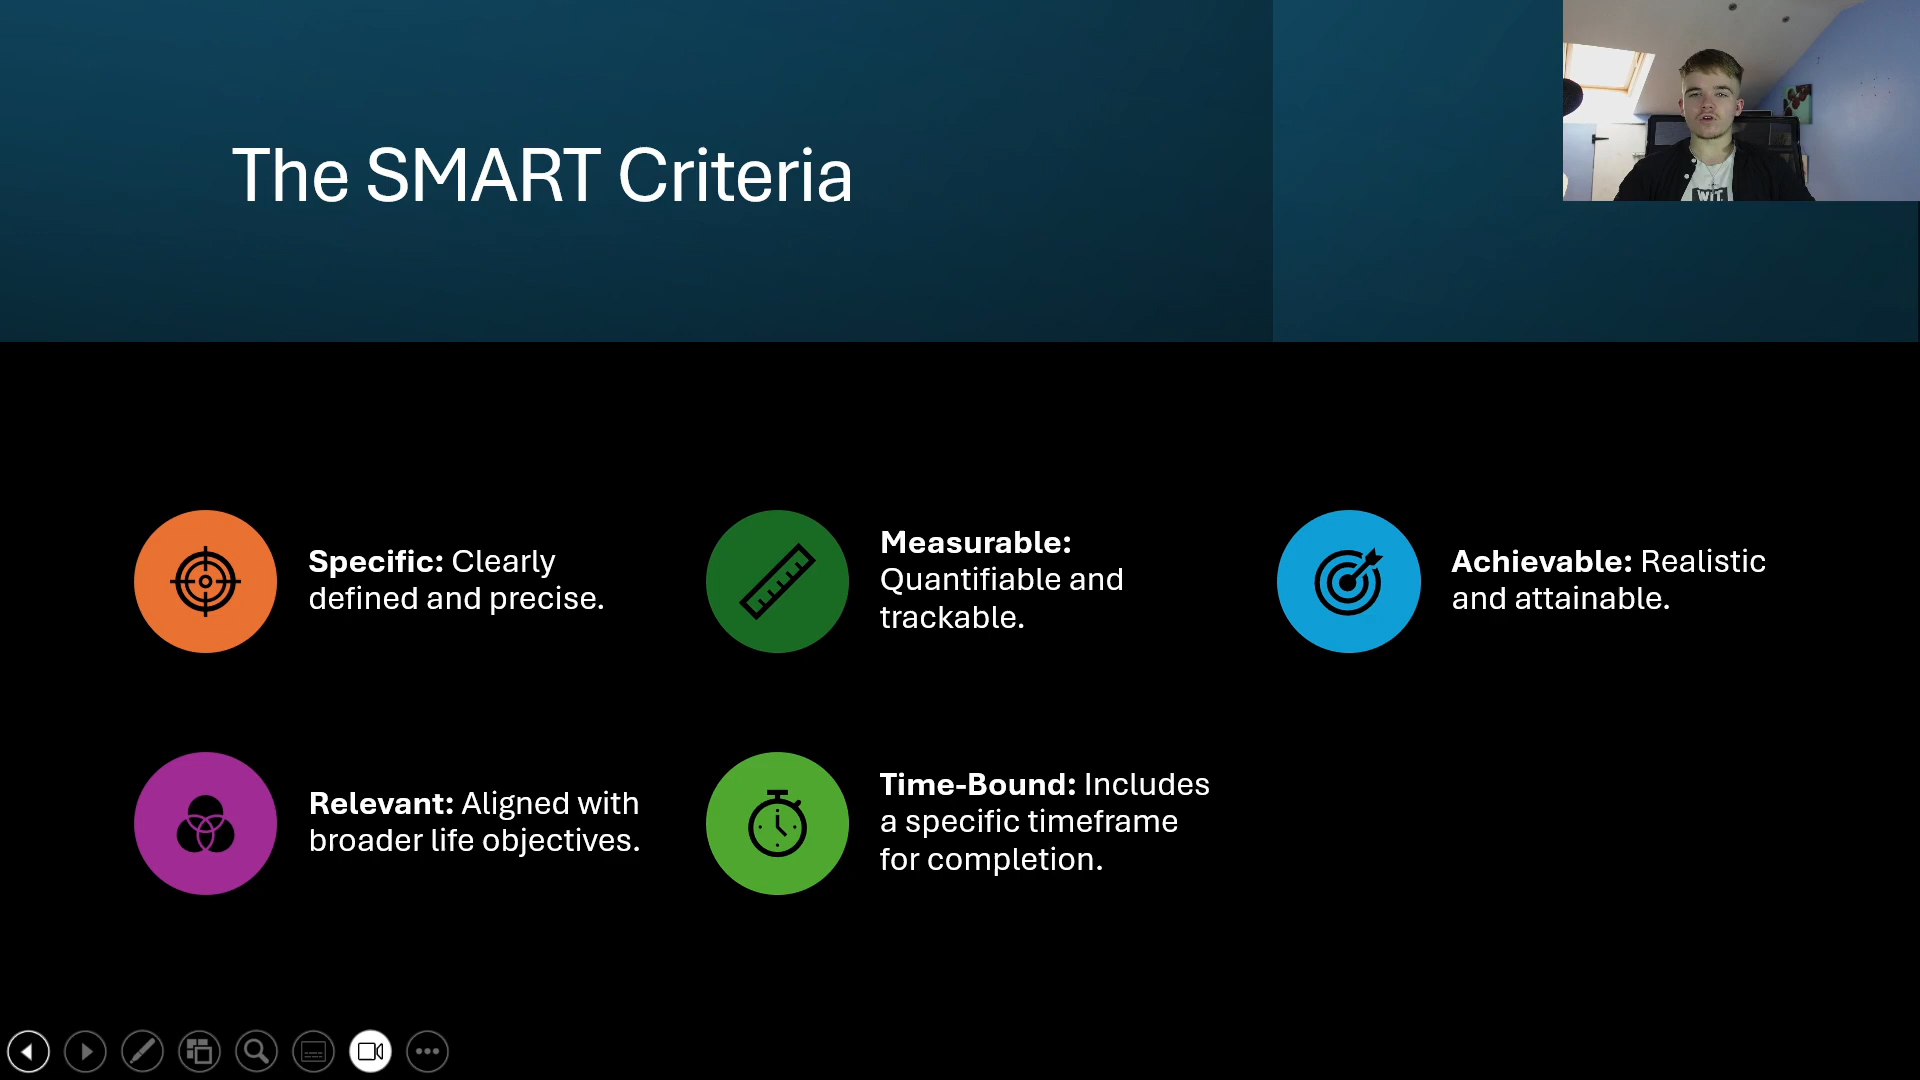 The SMART Criteria
WIT.
Specific: Clearly
defined and precise.
Measurable:
Quantifiable and
trackable.
Achievable: Realistic
and attainable.
Relevant: Aligned with
broader life objectives.
Time-Bound: Includes
a specific timeframe
for completion.